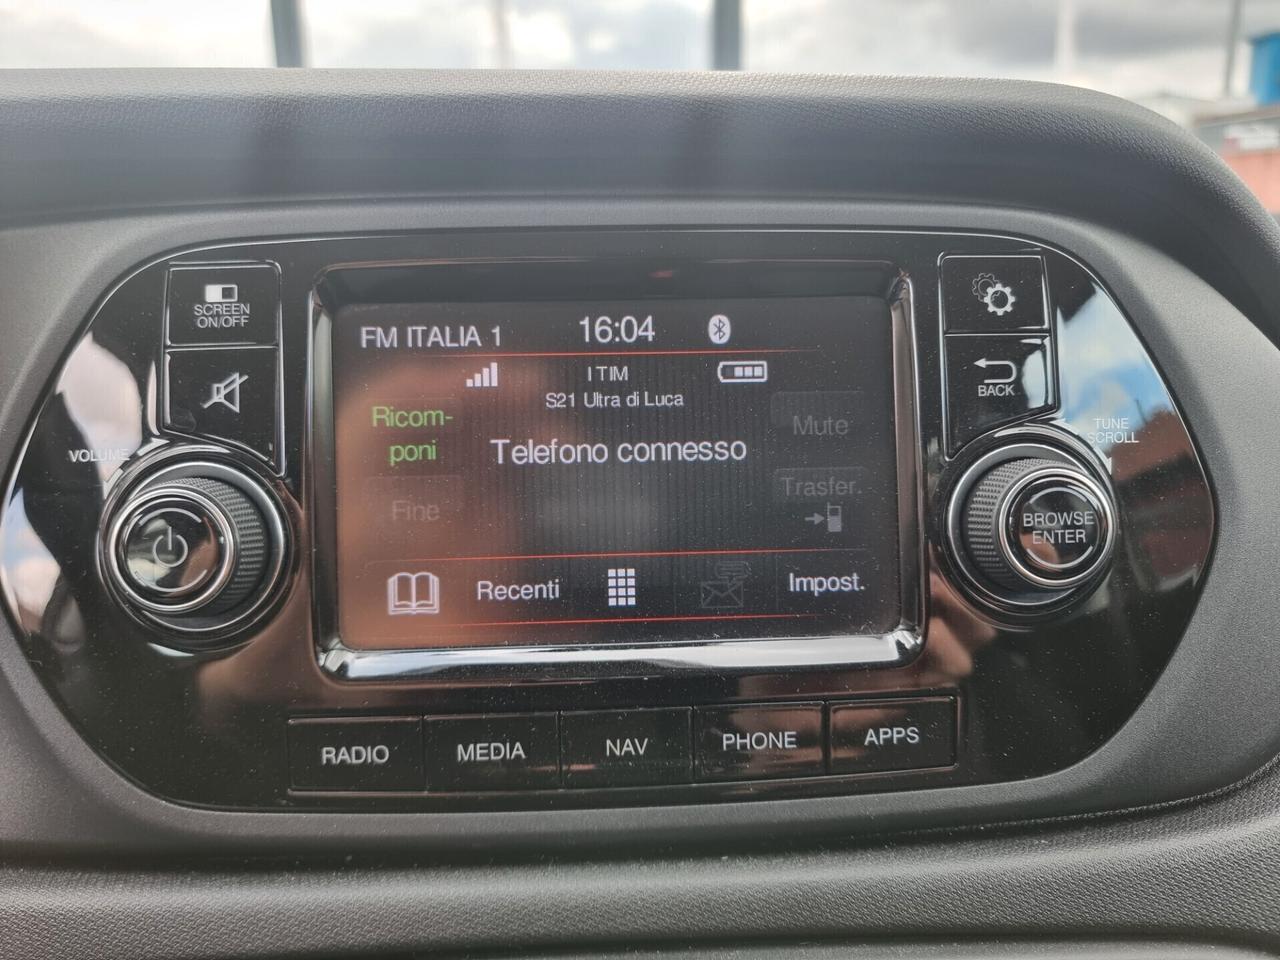 SCREEN
ON/OFF
VOLUME
FM ITALIA 1
16:04
I TIM
S21 Ultra di Luca
Ricom-
poni
Telefono connesso
Mute
Fine
Trasfer.
Recenti
Impost.
BACK
TUNE
SCROLL
BROWSE
ENTER
RADIO
MEDIA
NAV
PHONE
APPS